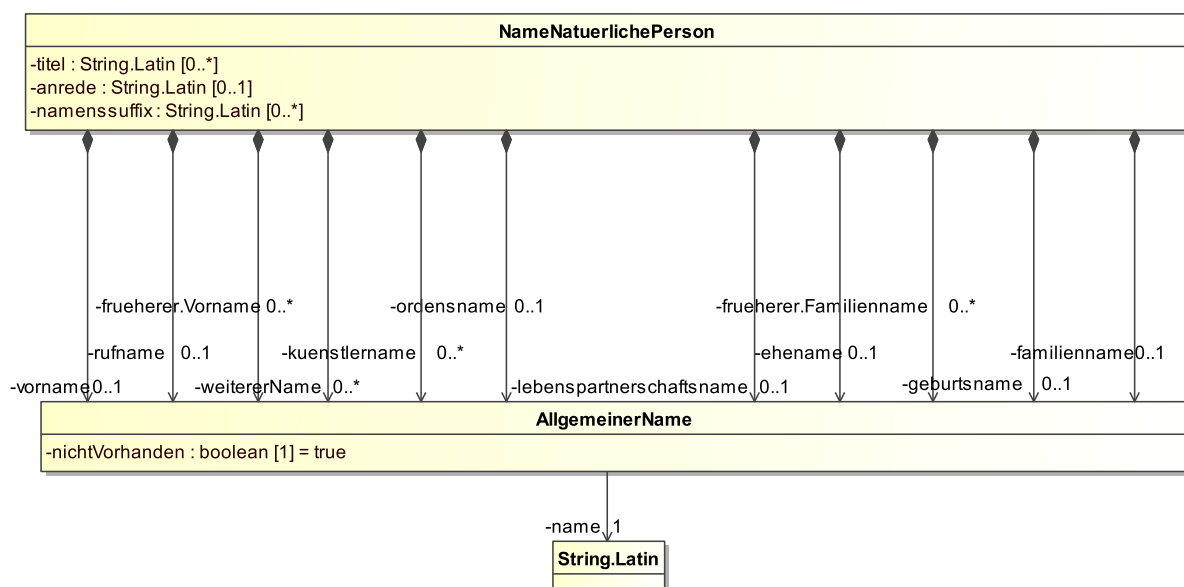 NameNatuerlichePerson
-titel : String.Latin [0..*]
-anrede : String.Latin [0..1]
-namenssuffix : String.Latin [0..*]
-frueherer.Vorname 0..*
-ordensname 0..1
-frueherer.Familienname 0..*
-rufname 0..1
-kuenstlername 0..*
-ehename 0..1
-familienname 0..1
-vorname 0..1
-weitererName 0..*
-lebenspartnerschaftsname 0..1
-geburtsname 0..1
AllgemeinerName
-nichtVorhanden : boolean [1] = true
-name 1
String.Latin